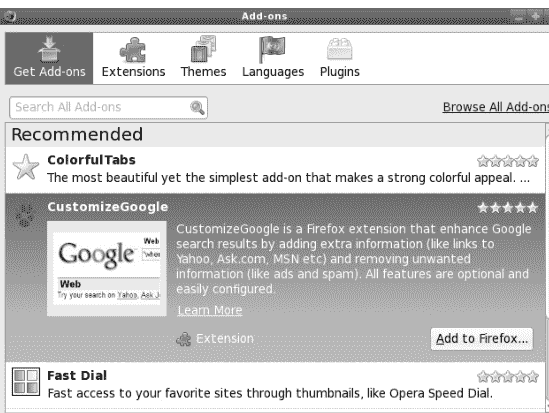 Add-ons
Get Add-ons Extensions Themes Languages Plugins
Search All Add-ons
Browse All Add-ons
Recommended
ColorfulTabs
The most beautiful yet the simplest add-on that makes a strong colorful appeal. ...
CustomizeGoogle
CustomizeGoogle is a Firefox extension that enhance Google
search results by adding extra information (like links to
Yahoo, Ask.com, MSN etc) and removing unwanted
information (like ads and spam). All features are optional and
easily configured.
Google
Web
Web
Try your search on Yahoo, Ask J
Learn More
Extension
Add to Firefox...
Fast Dial
Fast access to your favorite sites through thumbnails, like Opera Speed Dial.